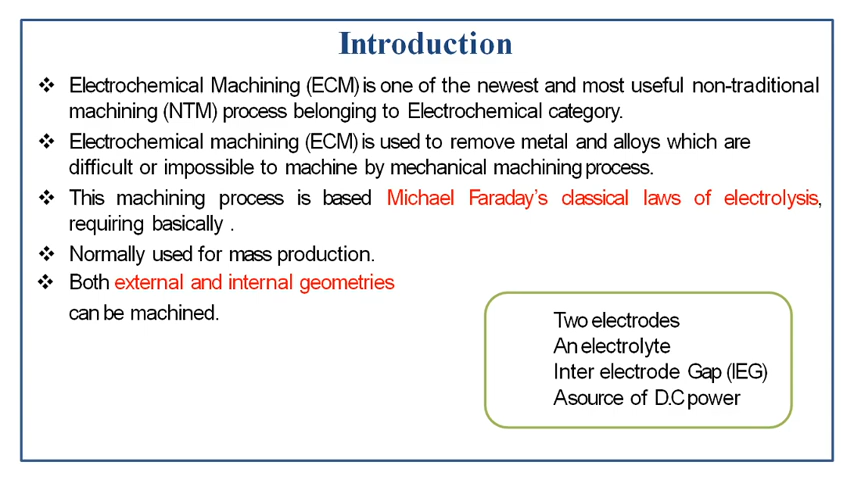 Introduction
❖ Electrochemical Machining (ECM) is one of the newest and most useful non-traditional
machining (NTM) process belonging to Electrochemical category.
❖ Electrochemical machining (ECM) is used to remove metal and alloys which are
difficult or impossible to machine by mechanical machining process.
❖ This machining process is based Michael Faraday's classical laws of electrolysis,
requiring basically .
❖ Normally used for mass production.
❖ Both external and internal geometries
can be machined.
Two electrodes
An electrolyte
Inter electrode Gap (IEG)
A source of D.C power